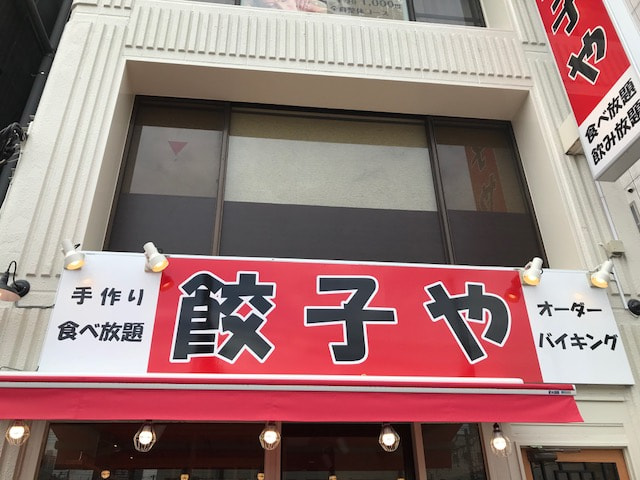 手作り
食べ放題
餃子や
オーダー
バイキング
子や
食べ放題
飲み放題